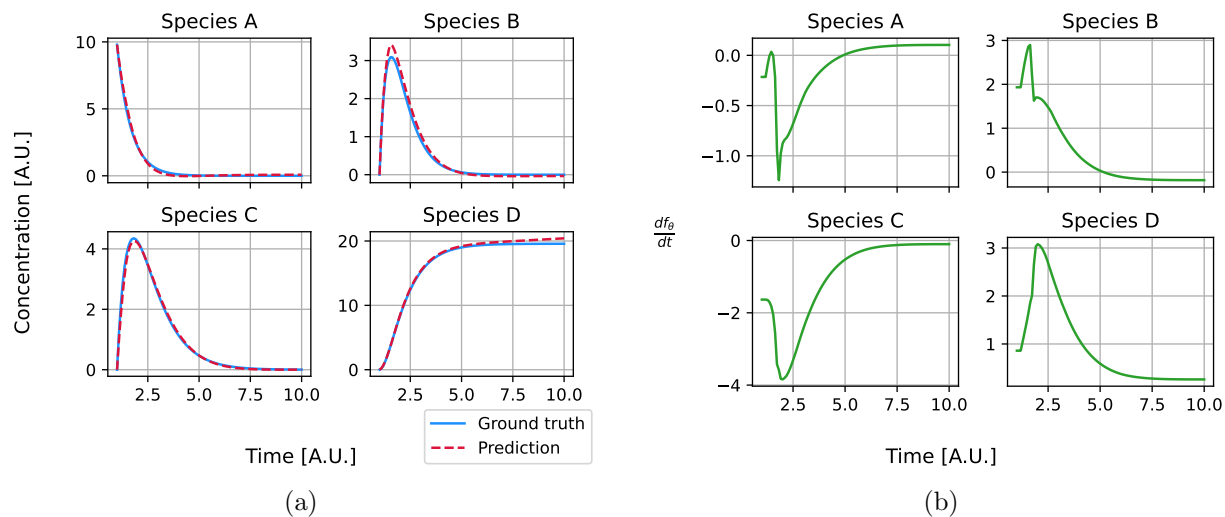 Species A
Species B
10
5
0
3
2
1
0
Species C
Species D
4
2
0
20
10
0
2.5 5.0 7.5 10.0
2.5 5.0 7.5 10.0
Concentration [A.U.]
Time [A.U.]
Ground truth
Prediction
(a)
Species A
Species B
0.0
−0.5
−1.0
3
2
1
0
Species C
Species D
0
−2
−4
3
2
1
2.5 5.0 7.5 10.0
2.5 5.0 7.5 10.0
df_θ
dt
Time [A.U.]
(b)